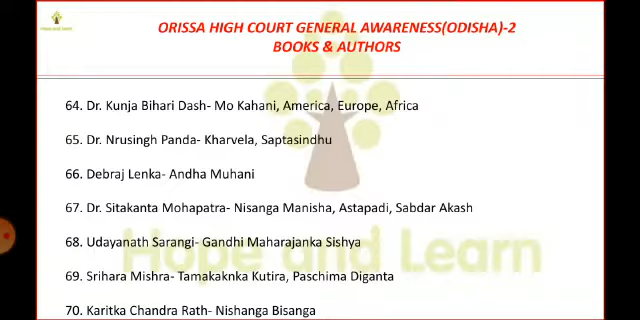 Hope and Learn
ORISSA HIGH COURT GENERAL AWARENESS(ODISHA)-2
BOOKS & AUTHORS
64. Dr. Kunja Bihari Dash- Mo Kahani, America, Europe, Africa
65. Dr. Nrusingh Panda- Kharvela, Saptasindhu
66. Debraj Lenka- Andha Muhani
67. Dr. Sitakanta Mohapatra- Nisanga Manisha, Astapadi, Sabdar Akash
68. Udayanath Sarangi- Gandhi Maharajanka Sishya
Hope and Learn
69. Srihara Mishra- Tamakaknka Kutira, Paschima Diganta
70. Karitka Chandra Rath- Nishanga Bisanga